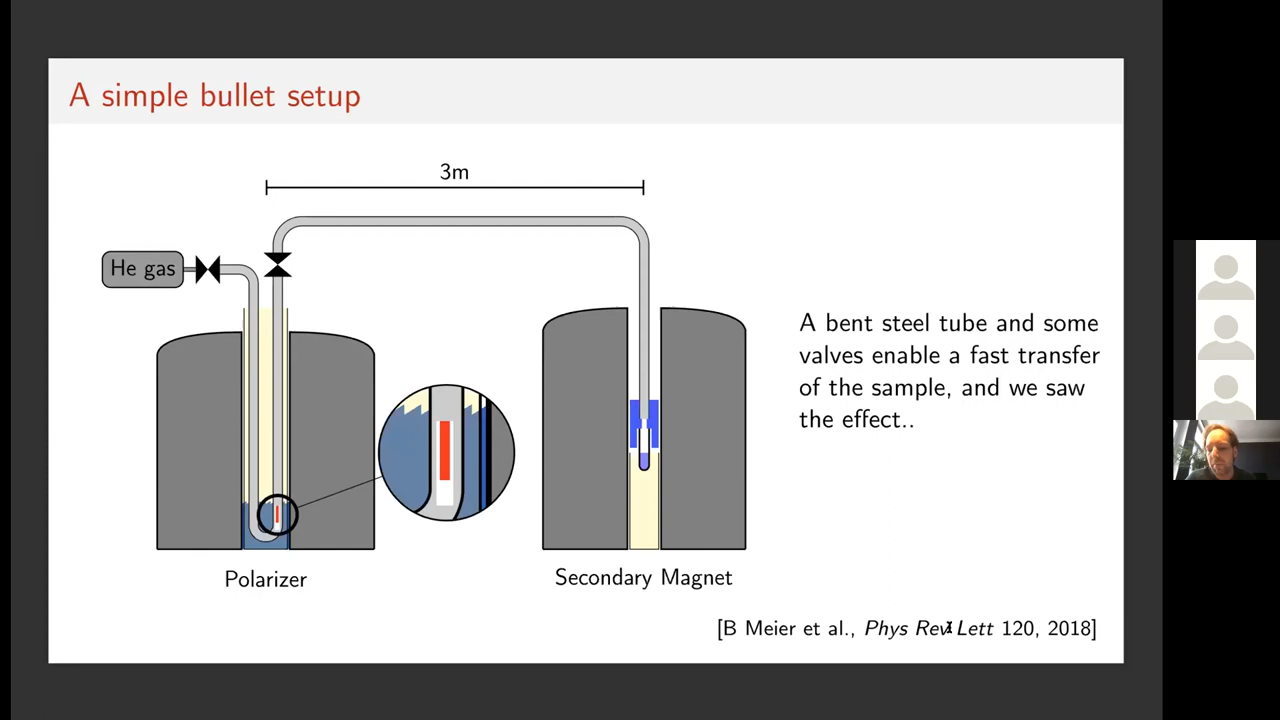 A simple bullet setup
3m
He gas
A bent steel tube and some
valves enable a fast transfer
of the sample, and we saw
the effect..
Polarizer
Secondary Magnet
[B Meier et al., Phys Rev Lett 120, 2018]